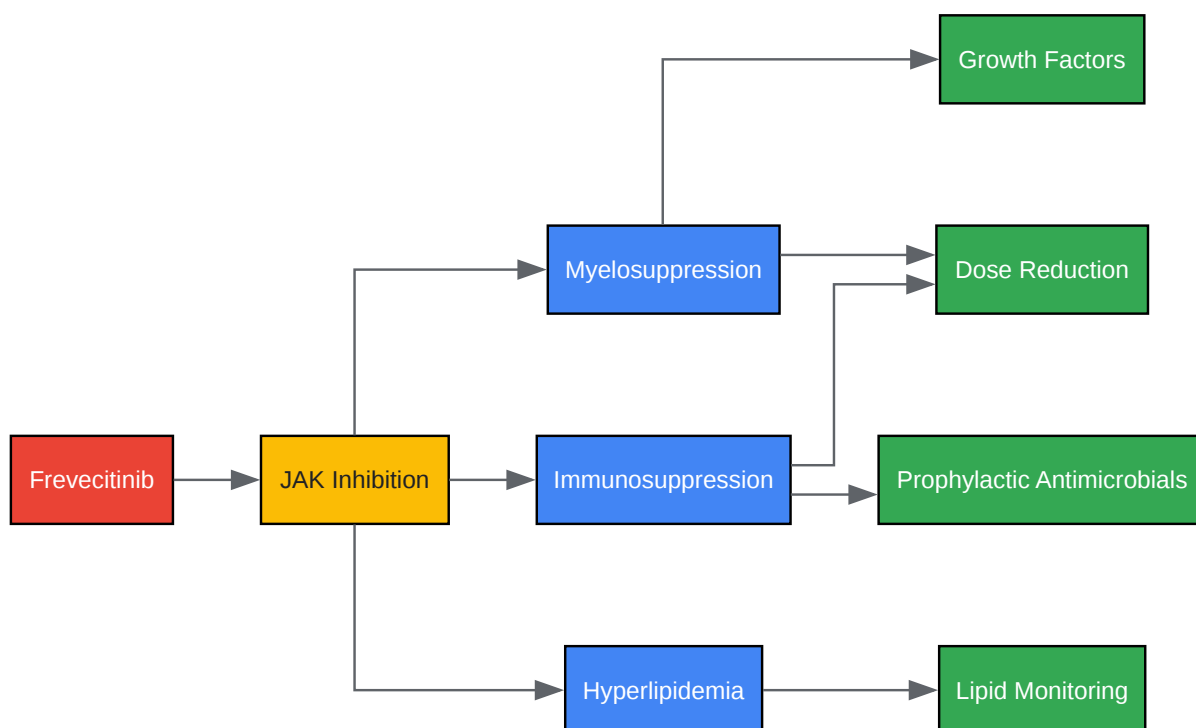 Growth Factors
Myelosuppression
Dose Reduction
Frevecitinib
JAK Inhibition
Immunosuppression
Prophylactic Antimicrobials
Hyperlipidemia
Lipid Monitoring